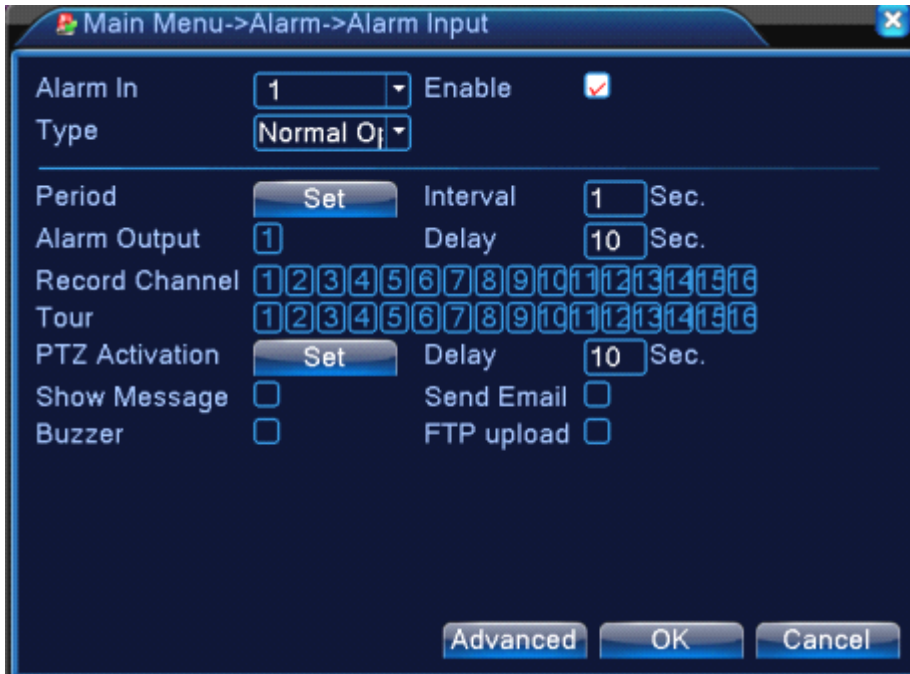 Main Menu->Alarm->Alarm Input
Alarm In 1 Enable
Type Normal Op
Period Set Interval 1 Sec.
Alarm Output 1 Delay 10 Sec.
Record Channel 1 2 3 4 5 6 7 8 9 10 11 12 13 14 15 16
Tour 1 2 3 4 5 6 7 8 9 10 11 12 13 14 15 16
PTZ Activation Set Delay 10 Sec.
Show Message Send Email
Buzzer FTP upload
Advanced OK Cancel